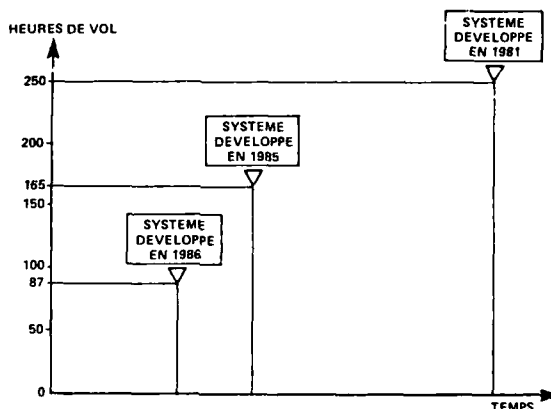 HEURES DE VOL
SYSTEME
DEVELOPPE
EN 1981
250
200
SYSTEME
DEVELOPPE
EN 1985
165
150
SYSTEME
DEVELOPPE
EN 1986
100
87
50
0
TEMPS